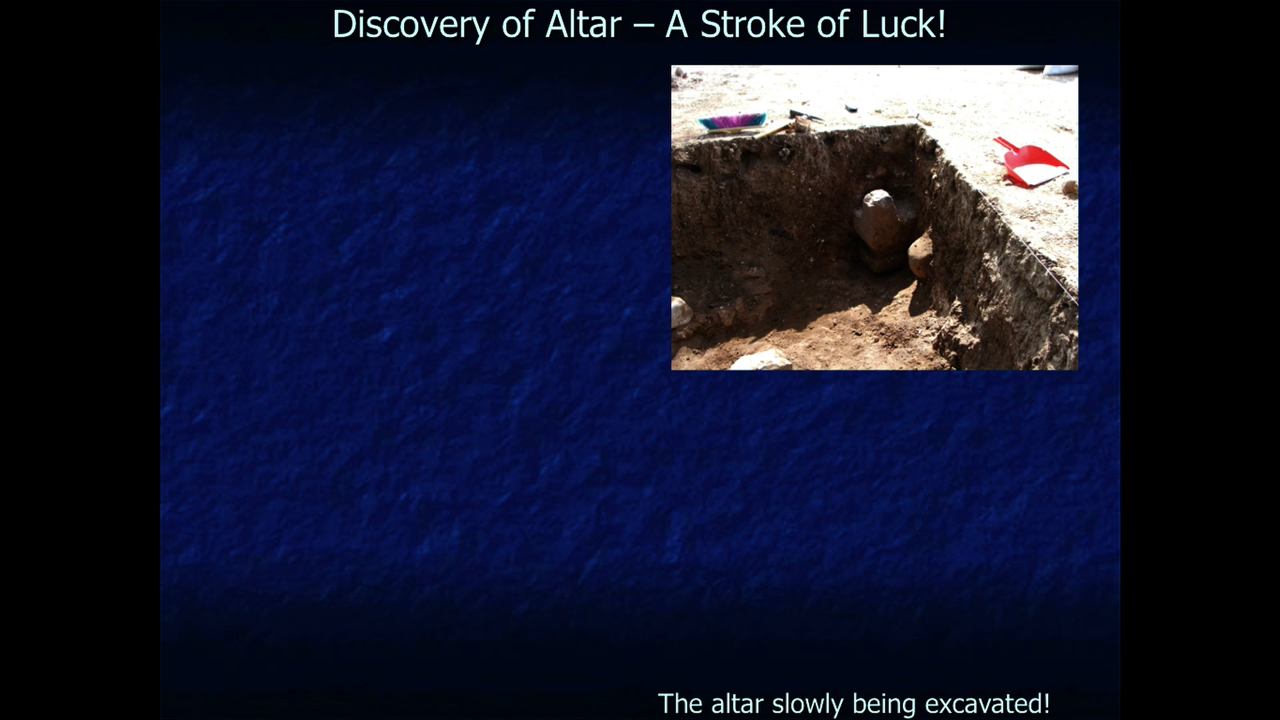 Discovery of Altar – A Stroke of Luck!
The altar slowly being excavated!